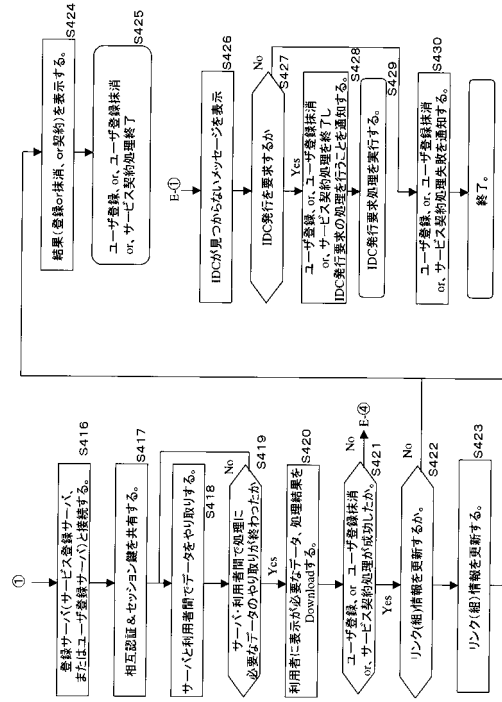 ①
登録サーバ(サービス登録サーバ、
またはユーザ登録サーバ)と接続する。
S416
相互認証&セッション鍵を共有する。
S417
サーバと利用者間でデータをやり取りする。
S418
サーバ・利用者間で処理に
必要なデータのやり取りが終わったか
No
S419
Yes
利用者に表示が必要なデータ、処理結果を
Downloadする。
S420
ユーザ登録、or ユーザ登録抹消
or、サービス契約処理が成功したか。
No
E-④
S421
Yes
リンク(組)情報を更新するか。
No
S422
リンク(組)情報を更新する。
S423
結果(登録or抹消、or契約)を表示する。
S424
ユーザ登録、or、ユーザ登録抹消
or、サービス契約処理終了
S425
E-①
IDCが見つからないメッセージを表示
S426
IDC発行を要求するか
No
S427
Yes
ユーザ登録、or、ユーザ登録抹消
or、サービス契約処理を終了し
IDC発行要求の処理を行うことを通知する。
S428
IDC発行要求処理を実行する。
S429
ユーザ登録、or、ユーザ登録抹消
or、サービス契約処理失敗を通知する。
S430
終了。